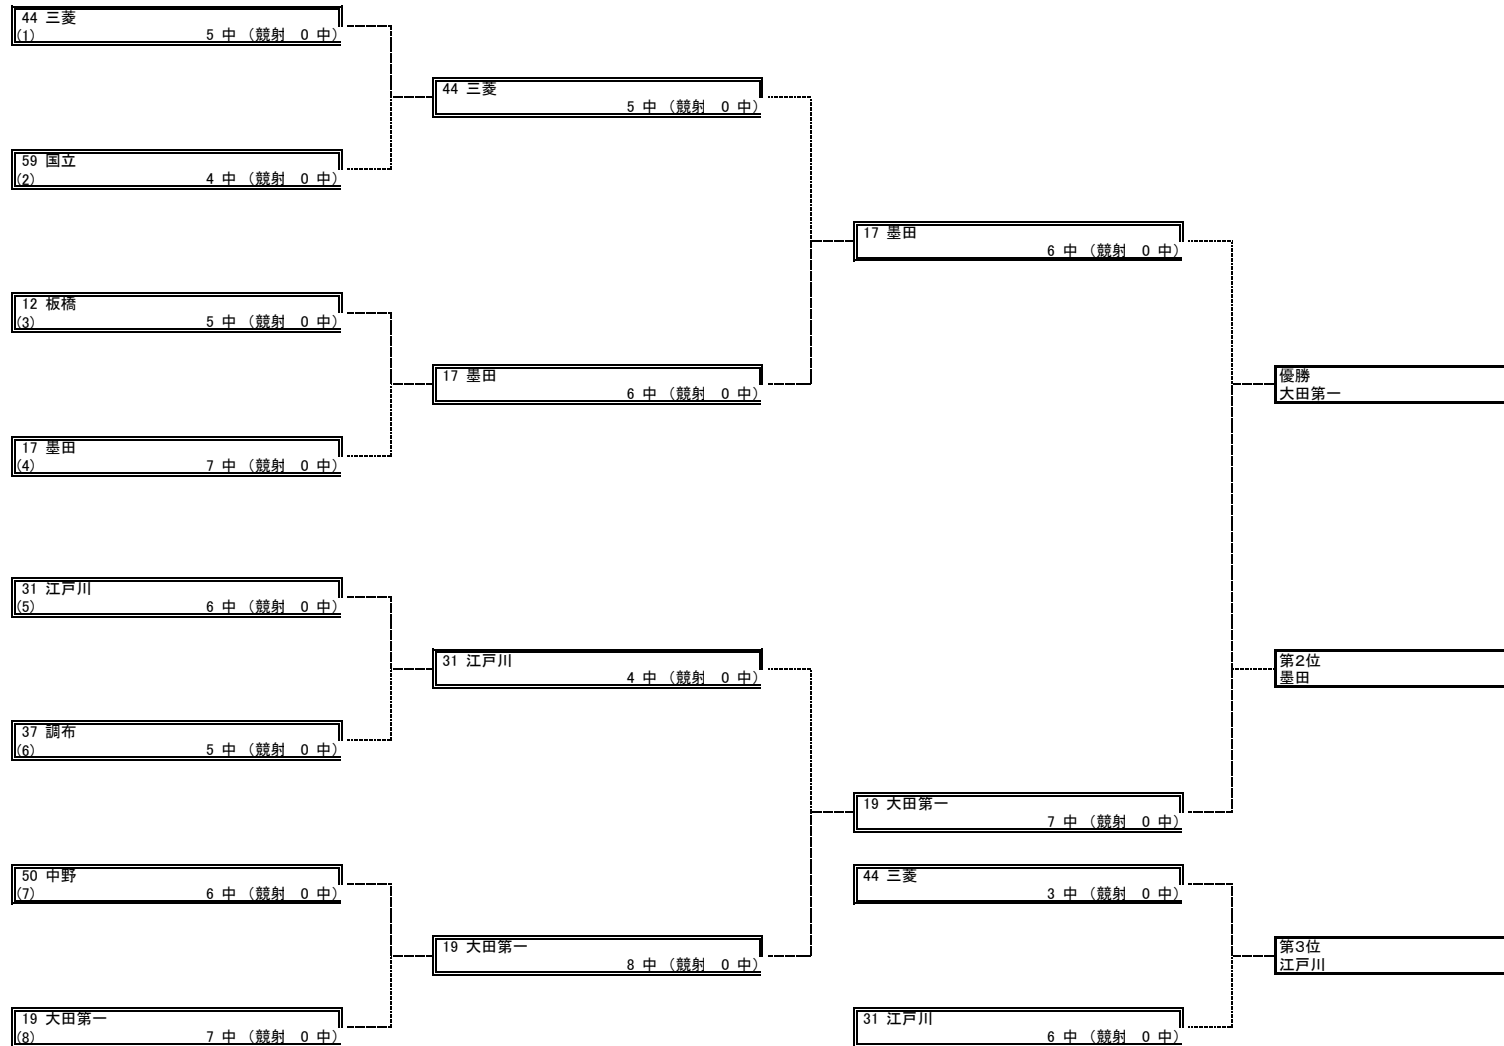 44 三菱
(1) 5 中 (競射 0 中)
59 国立
(2) 4 中 (競射 0 中)
12 板橋
(3) 5 中 (競射 0 中)
17 墨田
(4) 7 中 (競射 0 中)
31 江戸川
(5) 6 中 (競射 0 中)
37 調布
(6) 5 中 (競射 0 中)
50 中野
(7) 6 中 (競射 0 中)
19 大田第一
(8) 7 中 (競射 0 中)
44 三菱
5 中 (競射 0 中)
17 墨田
6 中 (競射 0 中)
31 江戸川
4 中 (競射 0 中)
19 大田第一
8 中 (競射 0 中)
17 墨田
6 中 (競射 0 中)
19 大田第一
7 中 (競射 0 中)
44 三菱
3 中 (競射 0 中)
31 江戸川
6 中 (競射 0 中)
優勝
大田第一
第2位
墨田
第3位
江戸川